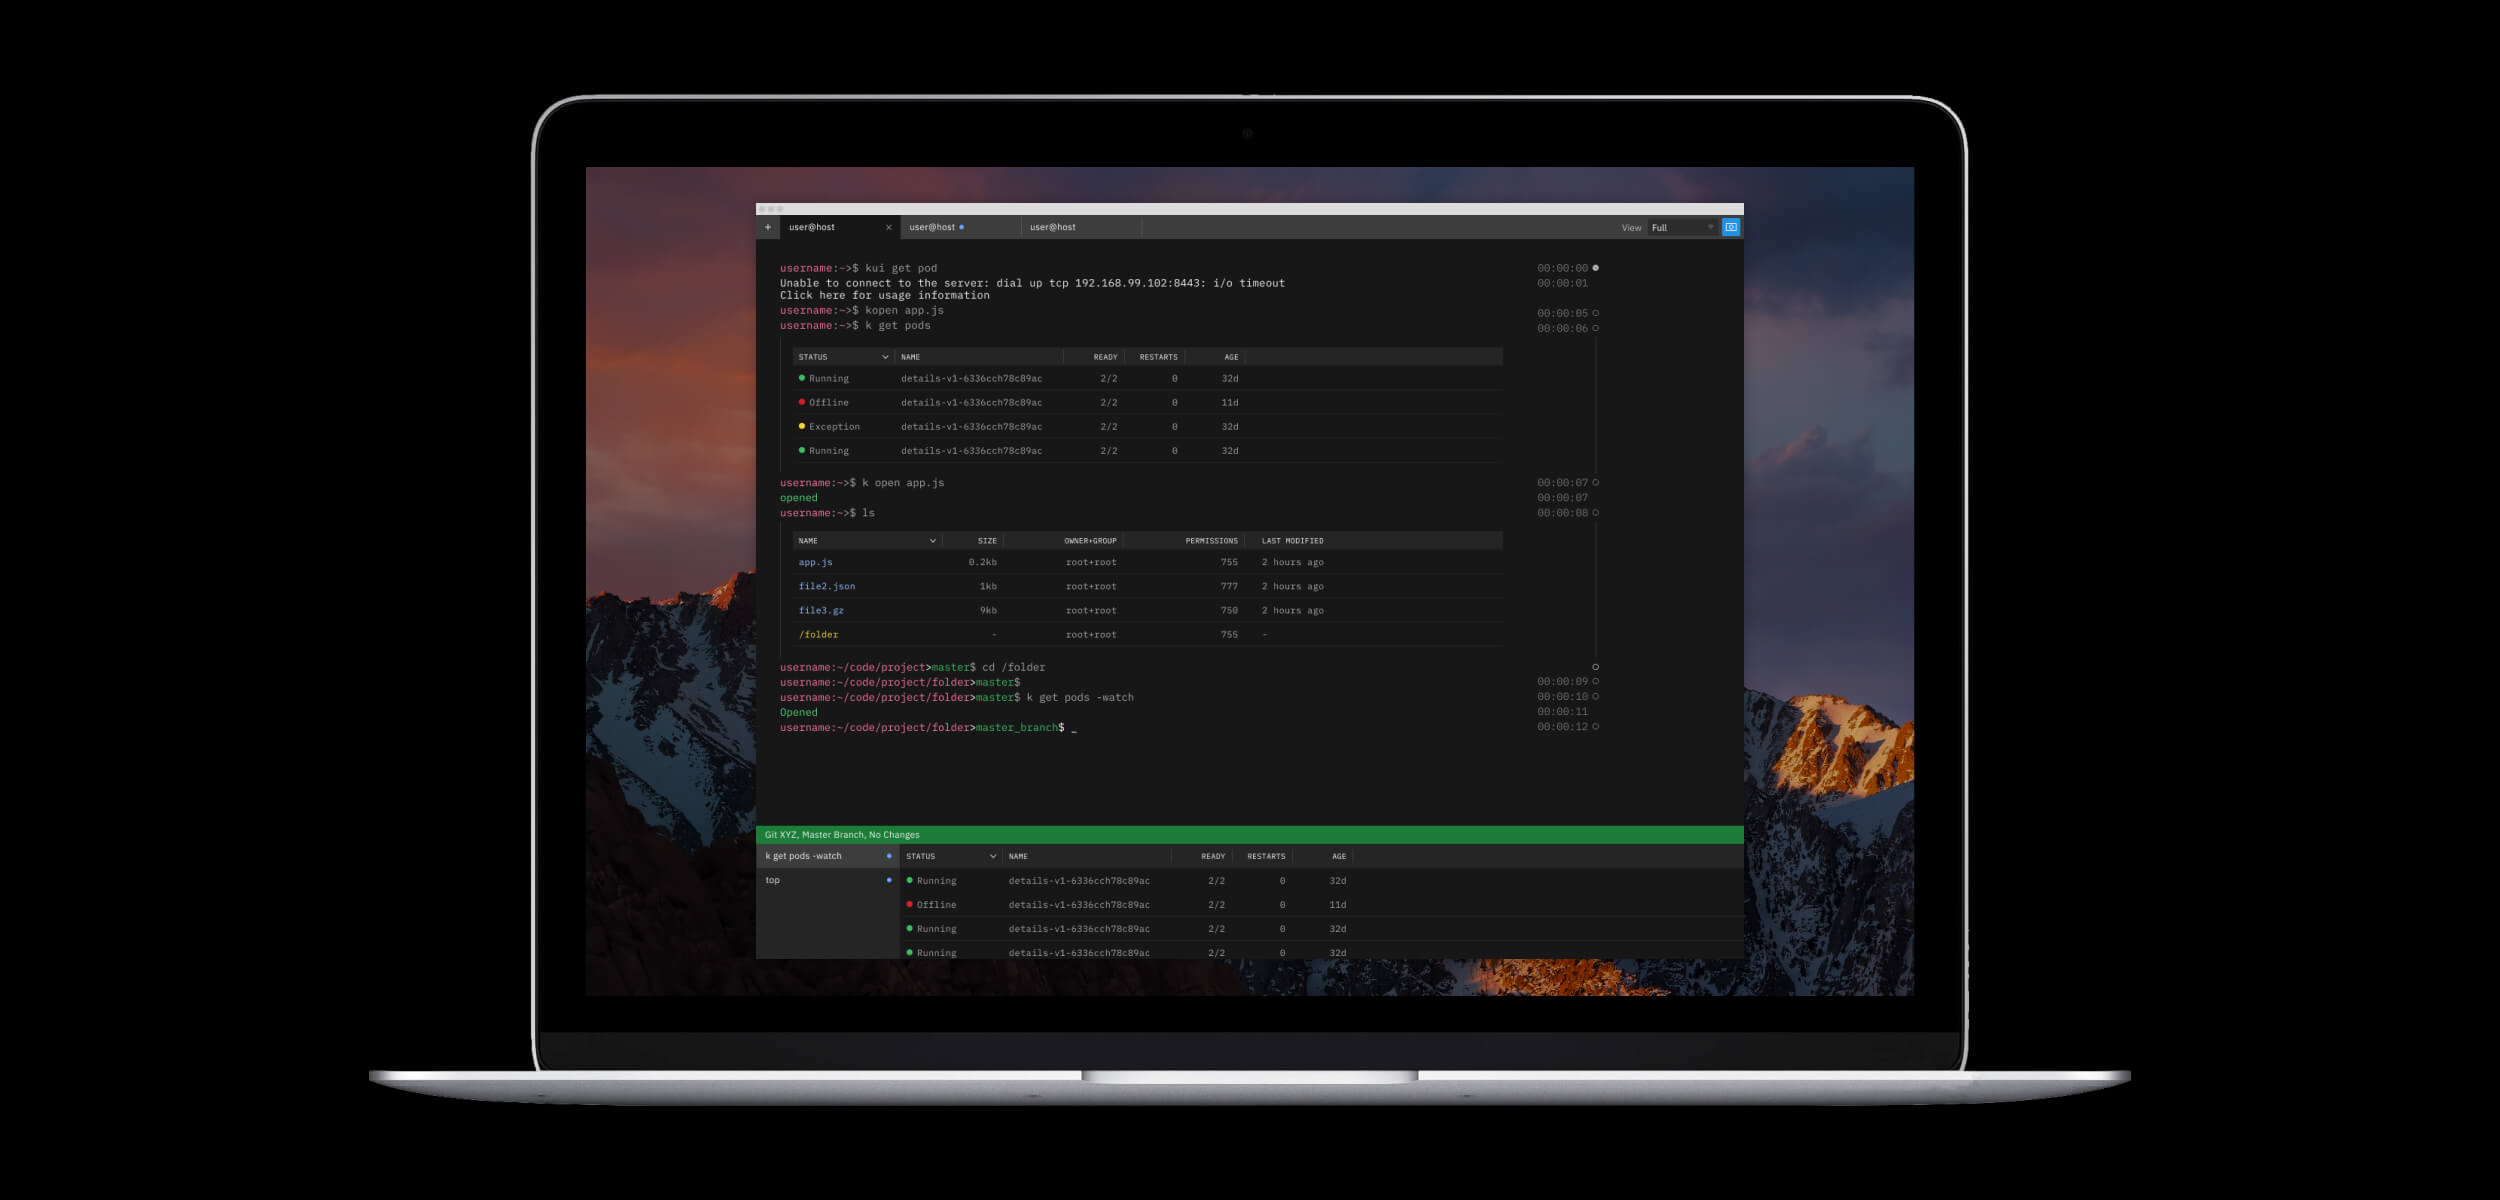 + user@host × user@host user@host View Full
username:~>$ kui get pod 00:00:00
Unable to connect to the server: dial up tcp 192.168.99.102:8443: i/o timeout 00:00:01
Click here for usage information
username:~>$ kopen app.js 00:00:05
username:~>$ k get pods 00:00:06
STATUS NAME READY RESTARTS AGE
Running details-v1-6336cch78c89ac 2/2 0 32d
Offline details-v1-6336cch78c89ac 2/2 0 11d
Exception details-v1-6336cch78c89ac 2/2 0 32d
Running details-v1-6336cch78c89ac 2/2 0 32d
username:~>$ k open app.js 00:00:07
opened 00:00:07
username:~>$ ls 00:00:08
NAME SIZE OWNER+GROUP PERMISSIONS LAST MODIFIED
app.js 0.2kb root+root 755 2 hours ago
file2.json 1kb root+root 777 2 hours ago
file3.gz 9kb root+root 750 2 hours ago
/folder - root+root 755 -
username:~/code/project>master$ cd /folder
username:~/code/project/folder>master$ 00:00:09
username:~/code/project/folder>master$ k get pods -watch 00:00:10
Opened 00:00:11
username:~/code/project/folder>master_branch$ _ 00:00:12
Git XYZ, Master Branch, No Changes
k get pods -watch STATUS NAME READY RESTARTS AGE
top Running details-v1-6336cch78c89ac 2/2 0 32d
Offline details-v1-6336cch78c89ac 2/2 0 11d
Running details-v1-6336cch78c89ac 2/2 0 32d
Running details-v1-6336cch78c89ac 2/2 0 32d